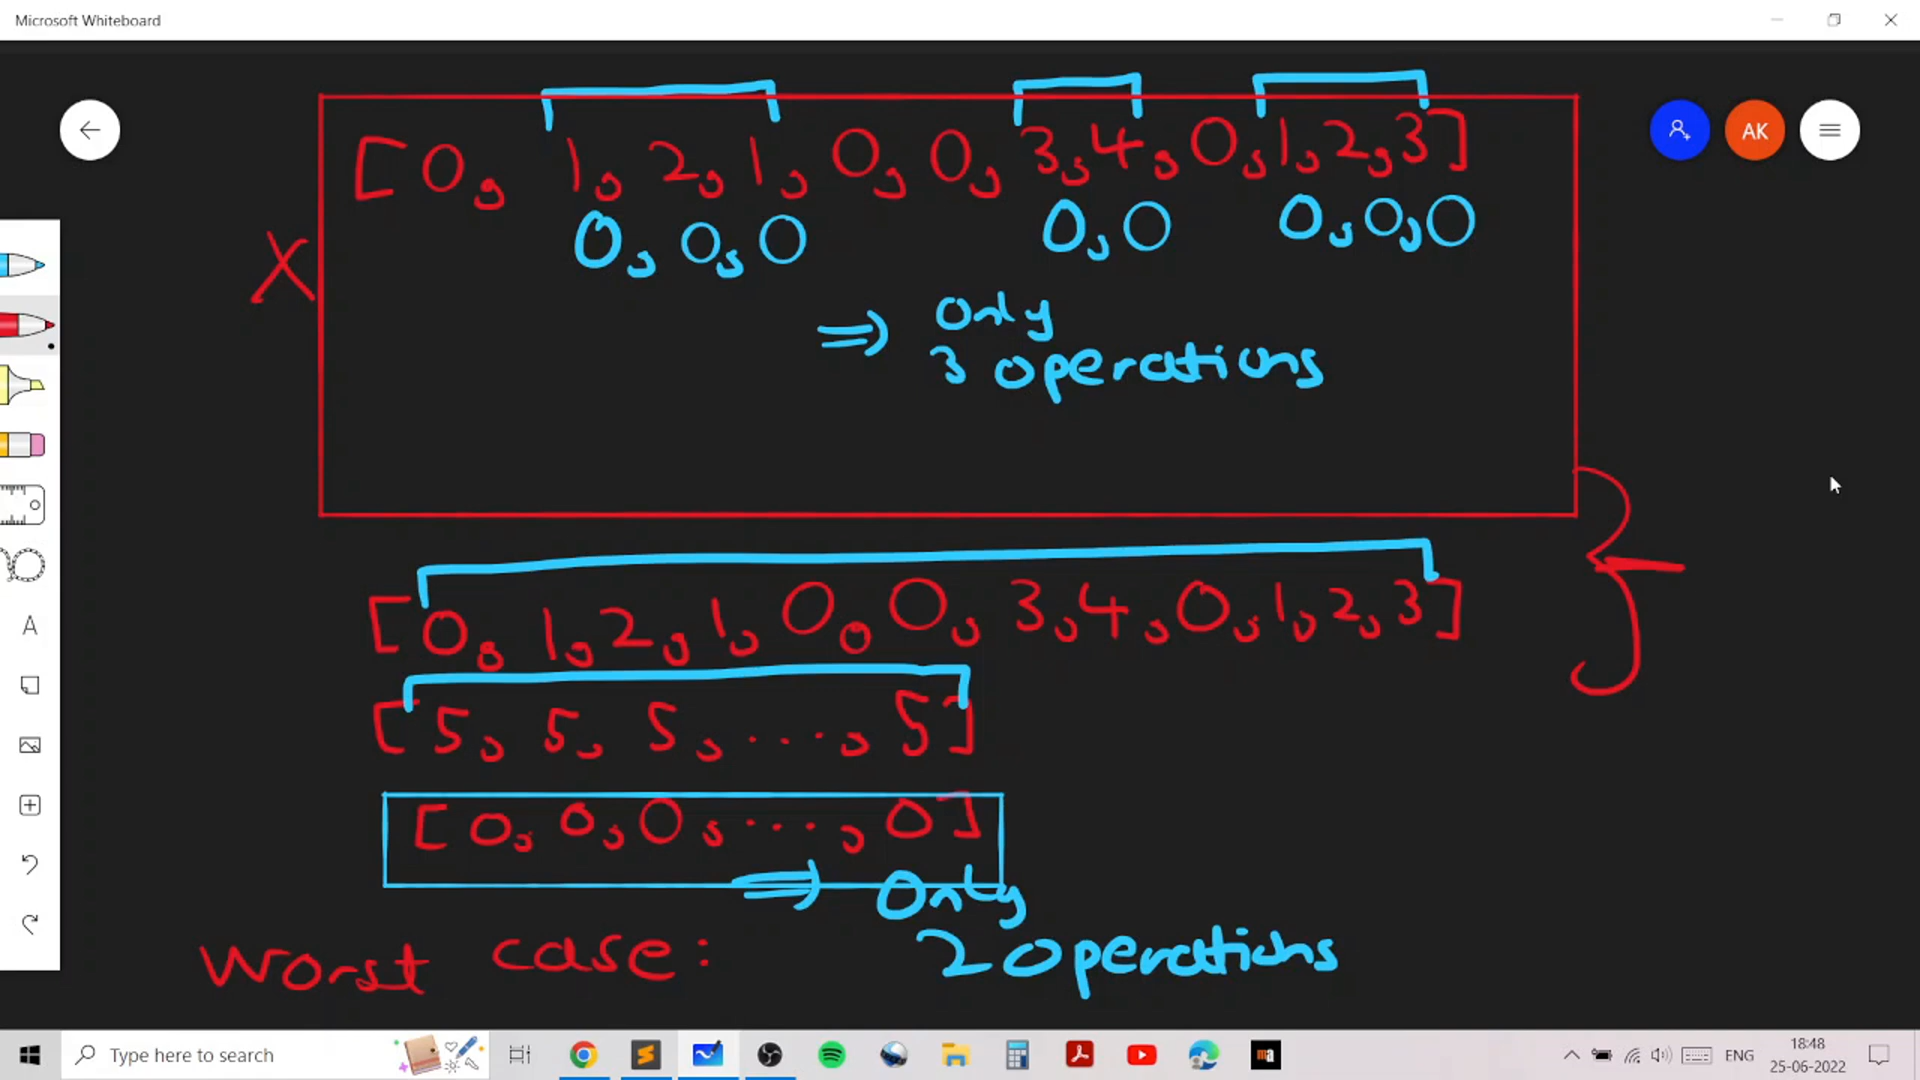 Microsoft Whiteboard
AK
[0, 1, 2, 1, 0, 0, 3, 4, 0, 1, 2, 3]
0, 0, 0 0, 0 0, 0, 0
X
⇒ Only
3 operations
[0, 1, 2, 1, 0, 0, 3, 4, 0, 1, 2, 3]
[5, 5, 5, ..., 5]
[0, 0, 0, ..., 0]
⇒ Only
Worst case: 2 operations
A
Type here to search
ma
ENG
18:48
25-06-2022